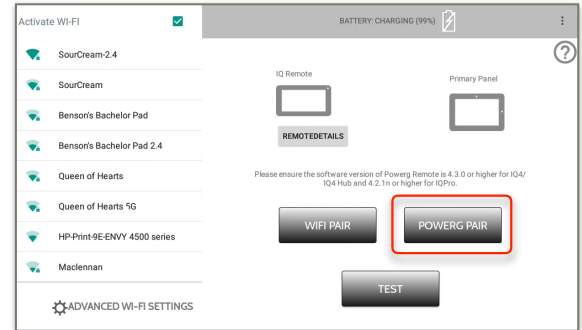 Activate WI-FI
BATTERY: CHARGING (99%)
SourCream-2.4
SourCream
Benson's Bachelor Pad
Benson's Bachelor Pad 2.4
Queen of Hearts
Queen of Hearts 5G
HP-Print-9E-ENVY 4500 series
Maclennan
ADVANCED WI-FI SETTINGS
?
IQ Remote
Primary Panel
REMOTEDETAILS
Please ensure the software version of Powerg Remote is 4.3.0 or higher for IQ4/
IQ4 Hub and 4.2.1n or higher for IQPro.
WIFI PAIR
POWERG PAIR
TEST